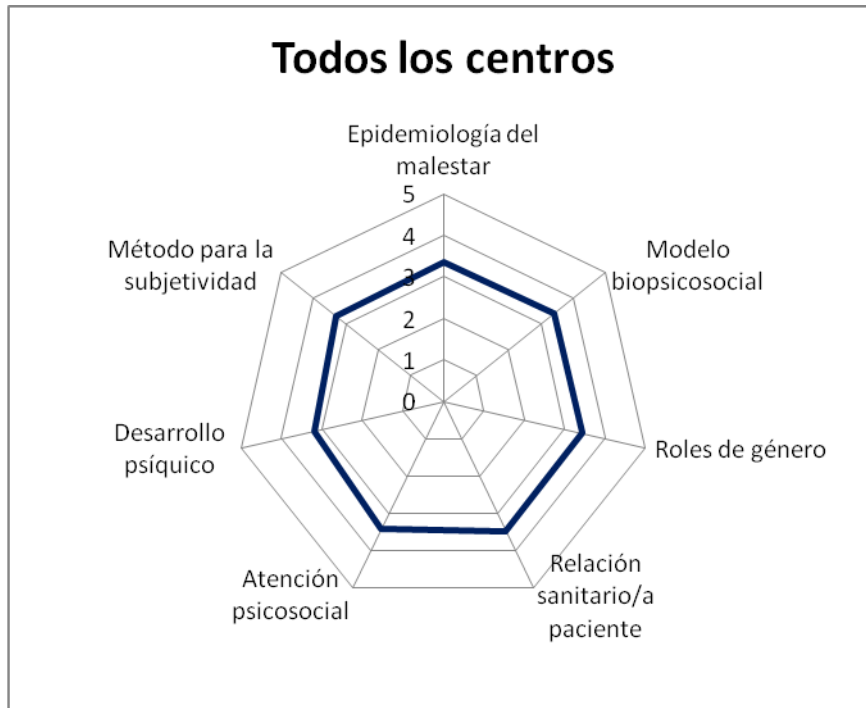 Todos los centros
Epidemiología del
malestar
5
4
3
2
1
0
Modelo
biopsicosocial
Roles de género
Relación
sanitario/a
paciente
Atención
psicosocial
Desarrollo
psíquico
Método para la
subjetividad